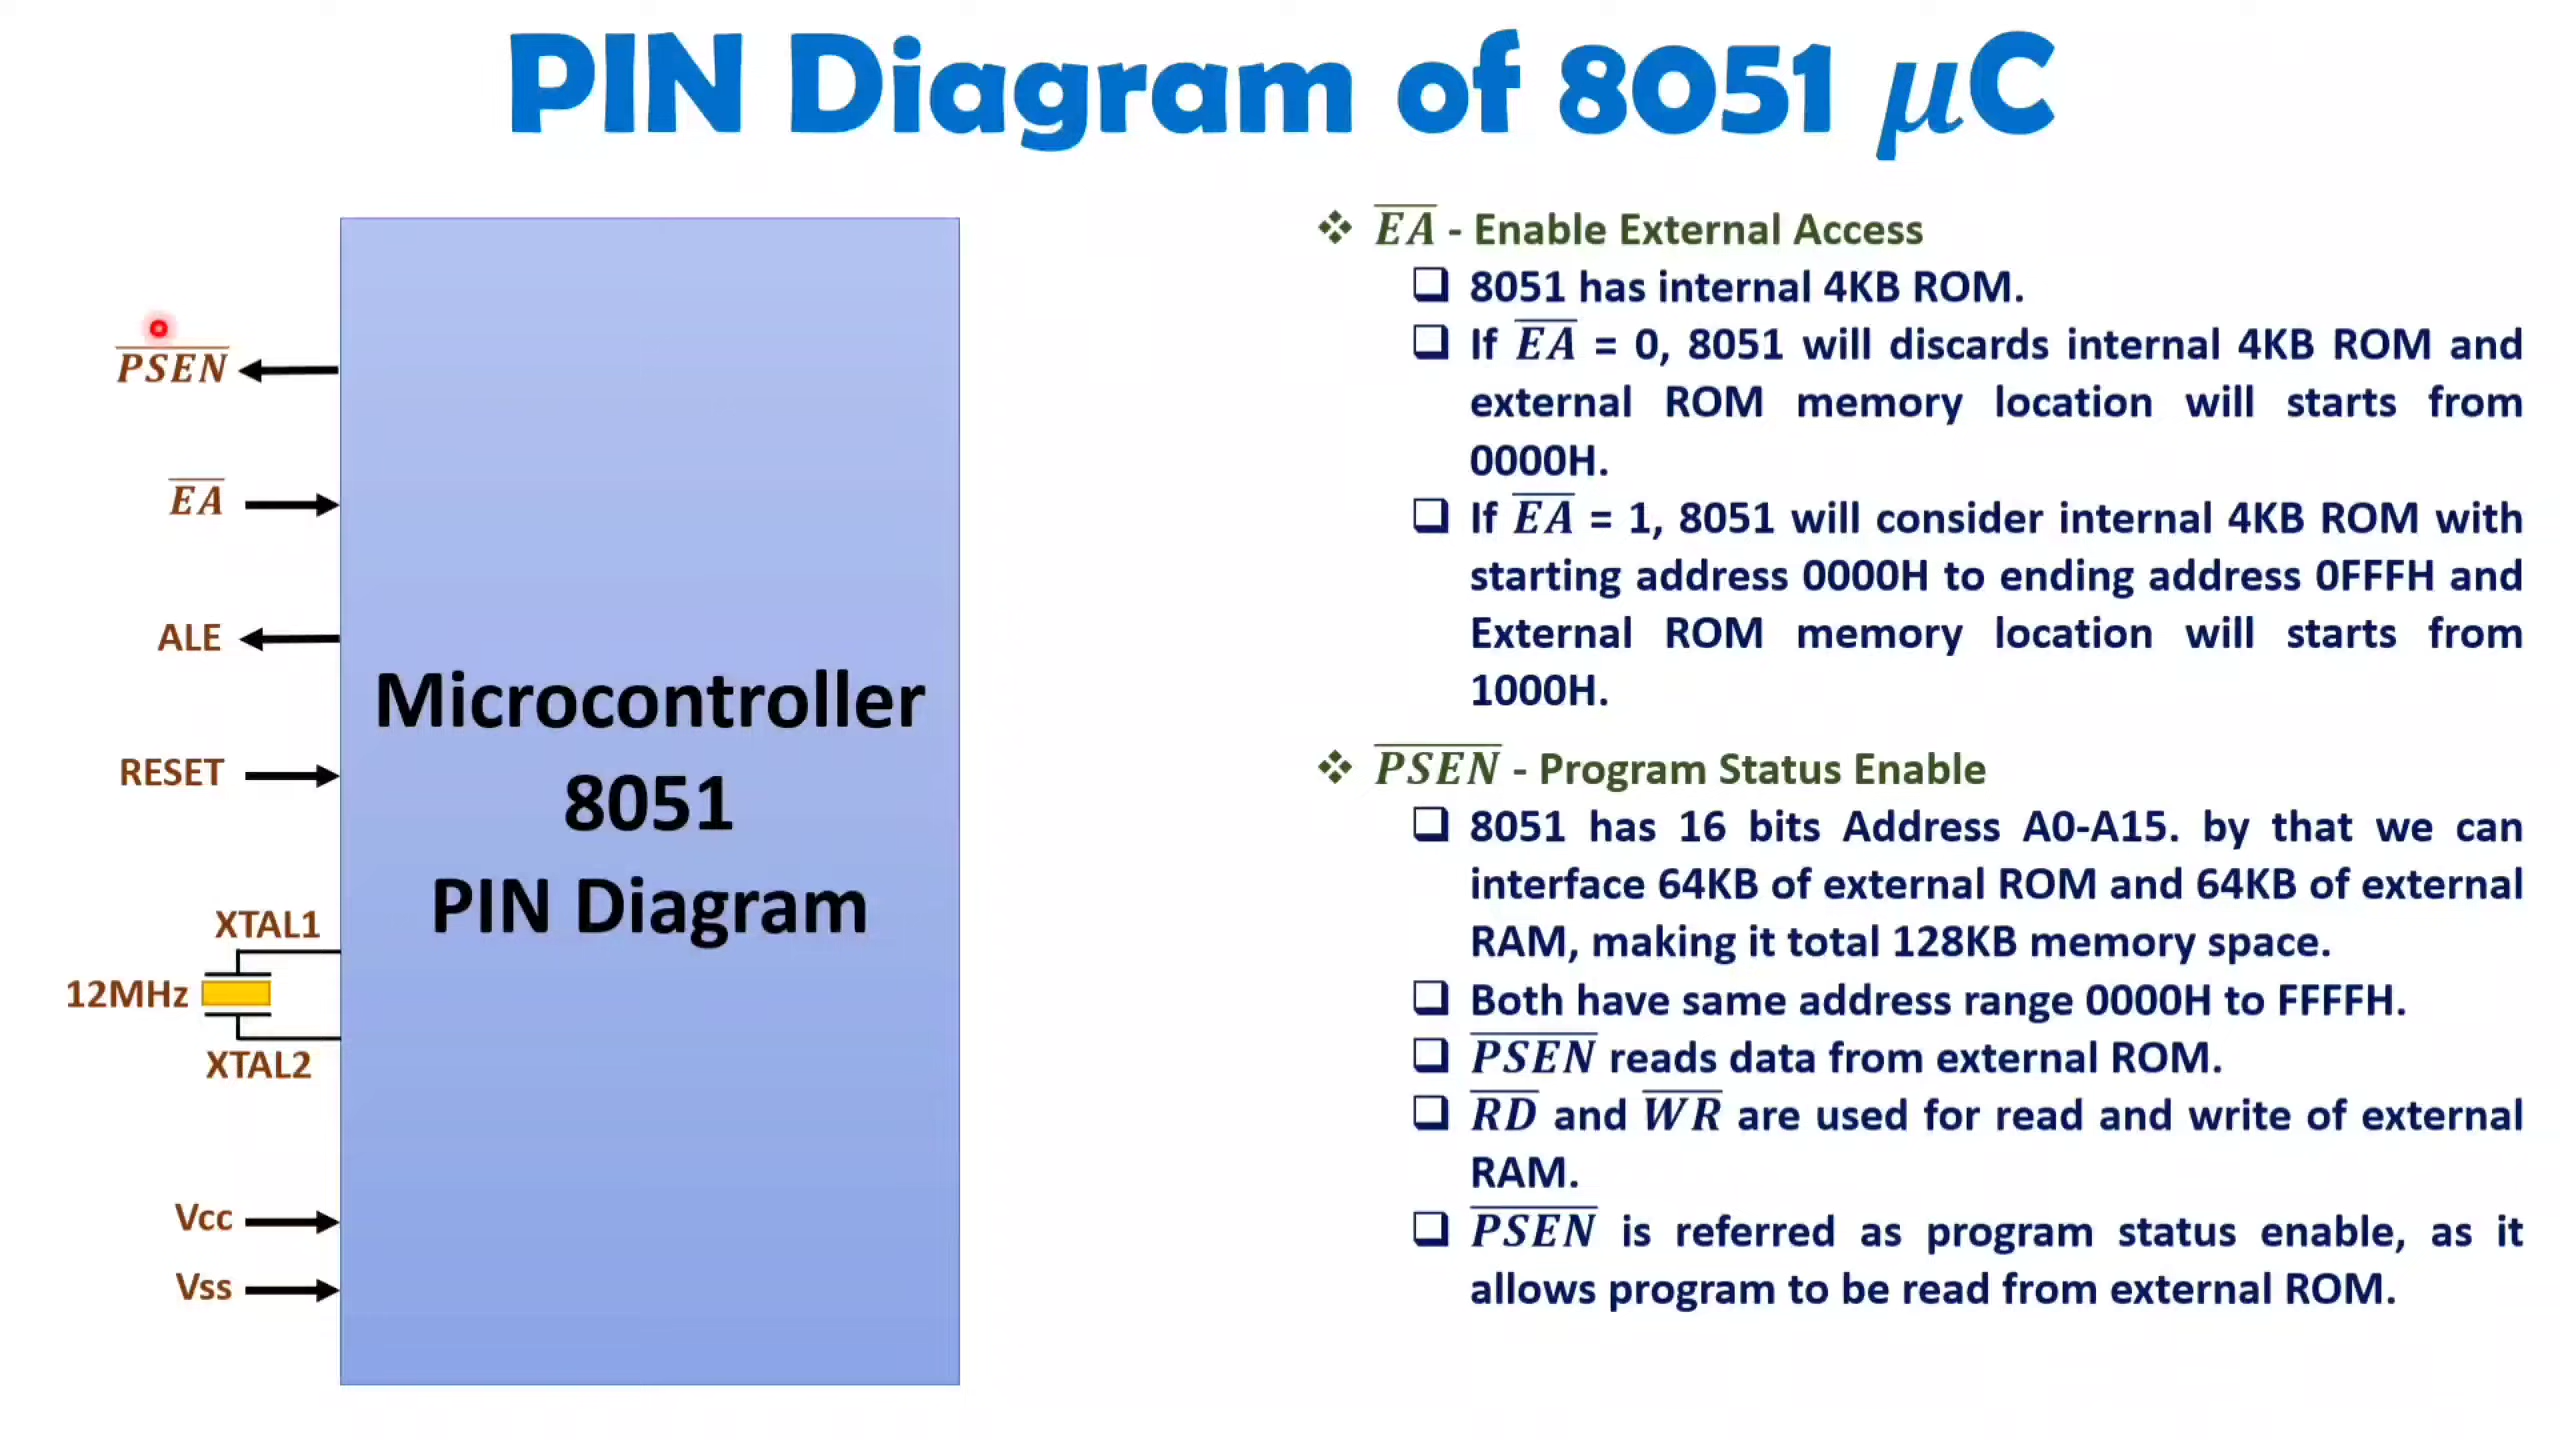 PIN Diagram of 8051 μC
PSEN
EA
ALE
RESET
XTAL1
12MHz
XTAL2
Vcc
Vss
Microcontroller
8051
PIN Diagram
❖ EA - Enable External Access
❑ 8051 has internal 4KB ROM.
❑ If EA = 0, 8051 will discards internal 4KB ROM and
external ROM memory location will starts from
0000H.
❑ If EA = 1, 8051 will consider internal 4KB ROM with
starting address 0000H to ending address 0FFFH and
External ROM memory location will starts from
1000H.
❖ PSEN - Program Status Enable
❑ 8051 has 16 bits Address A0-A15. by that we can
interface 64KB of external ROM and 64KB of external
RAM, making it total 128KB memory space.
❑ Both have same address range 0000H to FFFFH.
❑ PSEN reads data from external ROM.
❑ RD and WR are used for read and write of external
RAM.
❑ PSEN is referred as program status enable, as it
allows program to be read from external ROM.